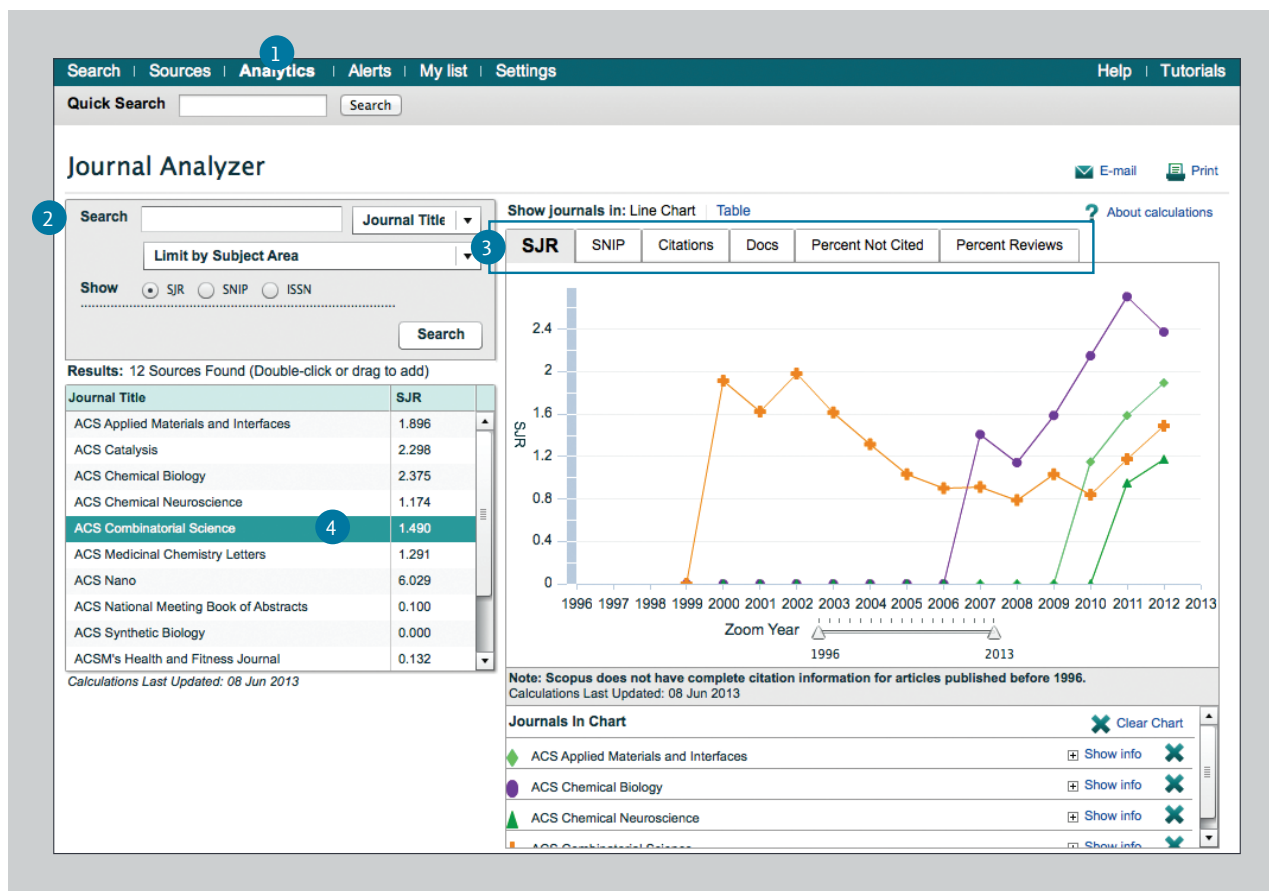 1
Search | Sources | Analytics | Alerts | My list | Settings Help | Tutorials
Quick Search Search
Journal Analyzer
E-mail Print
2 Search Journal Title
Limit by Subject Area
Show SJR SNIP ISSN
Search
Results: 12 Sources Found (Double-click or drag to add)
Journal Title SJR
ACS Applied Materials and Interfaces 1.896
ACS Catalysis 2.298
ACS Chemical Biology 2.375
ACS Chemical Neuroscience 1.174
ACS Combinatorial Science 4 1.490
ACS Medicinal Chemistry Letters 1.291
ACS Nano 6.029
ACS National Meeting Book of Abstracts 0.100
ACS Synthetic Biology 0.000
ACSM's Health and Fitness Journal 0.132
Calculations Last Updated: 08 Jun 2013
Show journals in: Line Chart | Table ? About calculations
3 SJR SNIP Citations Docs Percent Not Cited Percent Reviews
2.4
2
1.6
SJR
1.2
0.8
0.4
0
1996 1997 1998 1999 2000 2001 2002 2003 2004 2005 2006 2007 2008 2009 2010 2011 2012 2013
Zoom Year
1996 2013
Note: Scopus does not have complete citation information for articles published before 1996.
Calculations Last Updated: 08 Jun 2013
Journals In Chart Clear Chart
ACS Applied Materials and Interfaces Show info
ACS Chemical Biology Show info
ACS Chemical Neuroscience Show info
ACS Combinatorial Science Show info